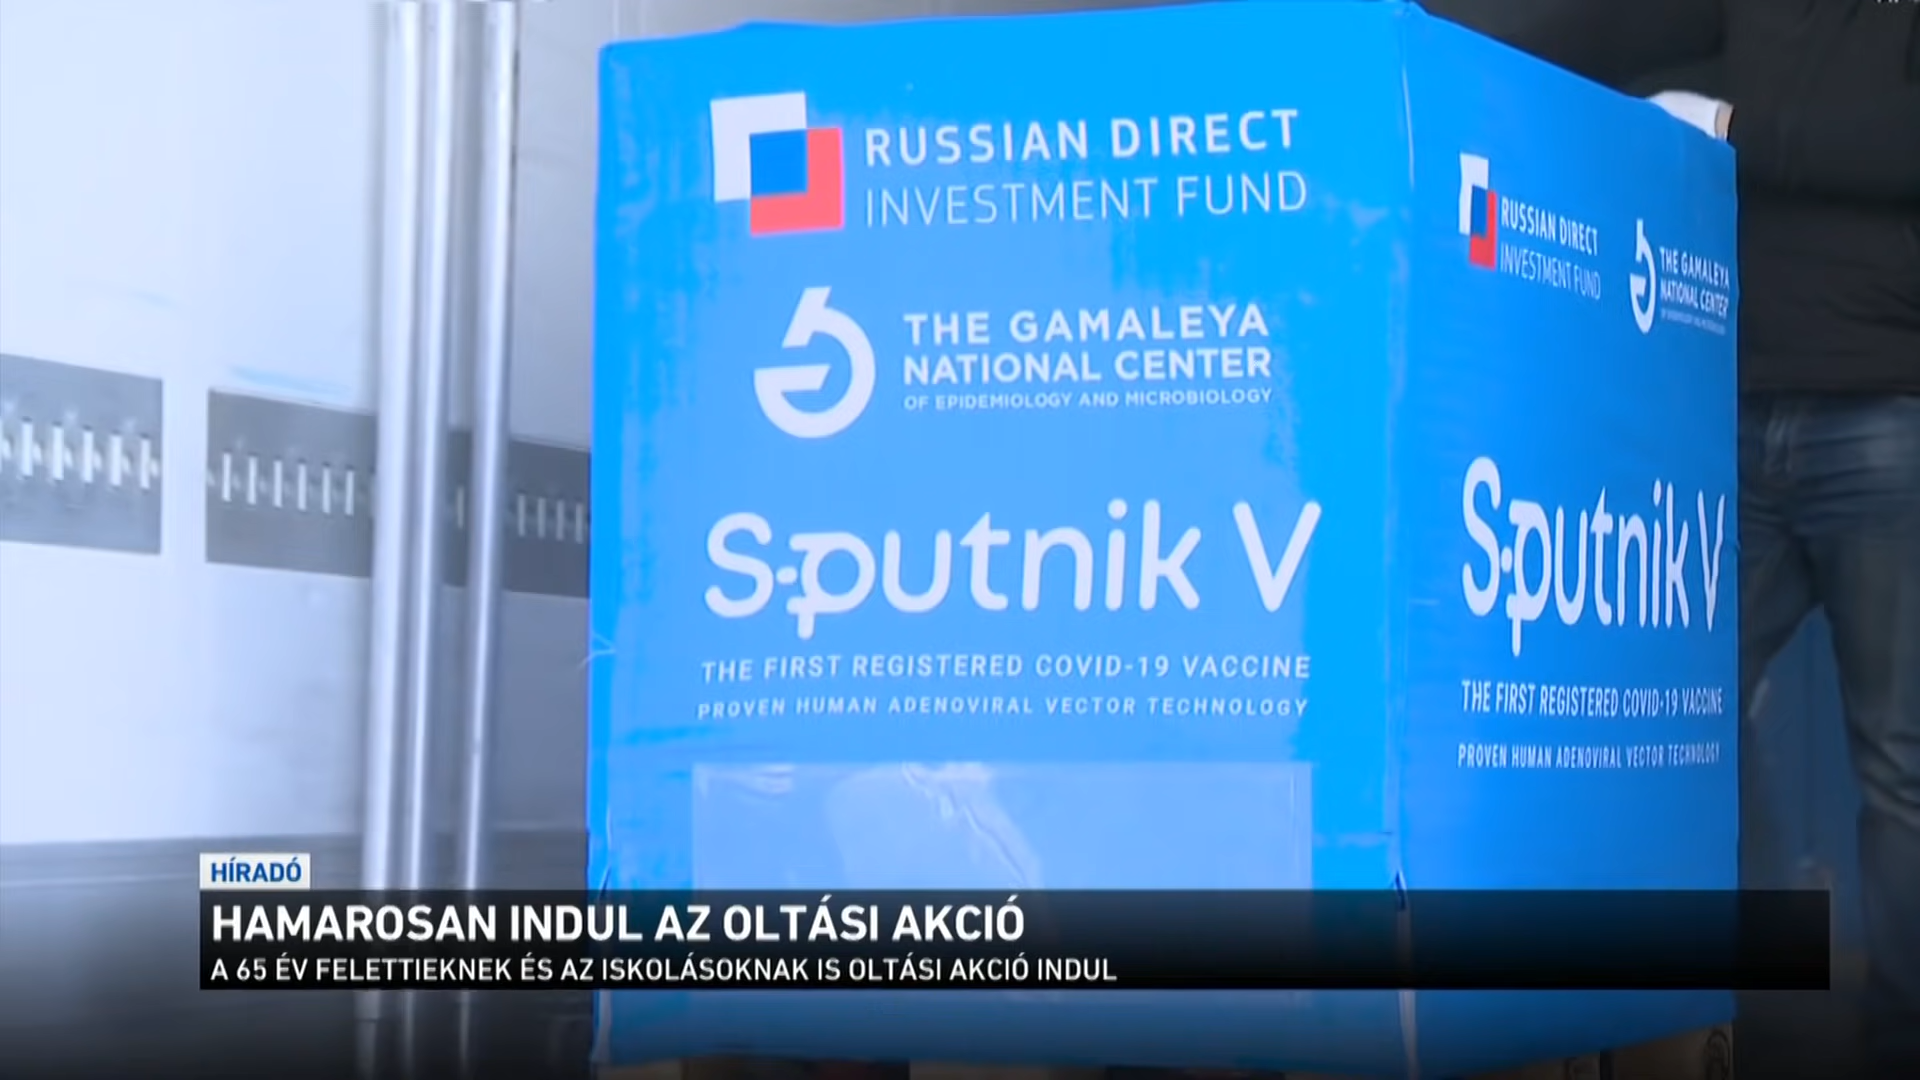 RUSSIAN DIRECT
INVESTMENT FUND
THE GAMALEYA
NATIONAL CENTER
OF EPIDEMIOLOGY AND MICROBIOLOGY
Sputnik V
THE FIRST REGISTERED COVID-19 VACCINE
PROVEN HUMAN ADENOVIRAL VECTOR TECHNOLOGY
RUSSIAN DIRECT
INVESTMENT FUND
THE GAMALEYA
NATIONAL CENTER
Sputnik V
THE FIRST REGISTERED COVID-19 VACCINE
PROVEN HUMAN ADENOVIRAL VECTOR TECHNOLOGY
HÍRADÓ
HAMAROSAN INDUL AZ OLTÁSI AKCIÓ
A 65 ÉV FELETTIEKNEK ÉS AZ ISKOLÁSOKNAK IS OLTÁSI AKCIÓ INDUL